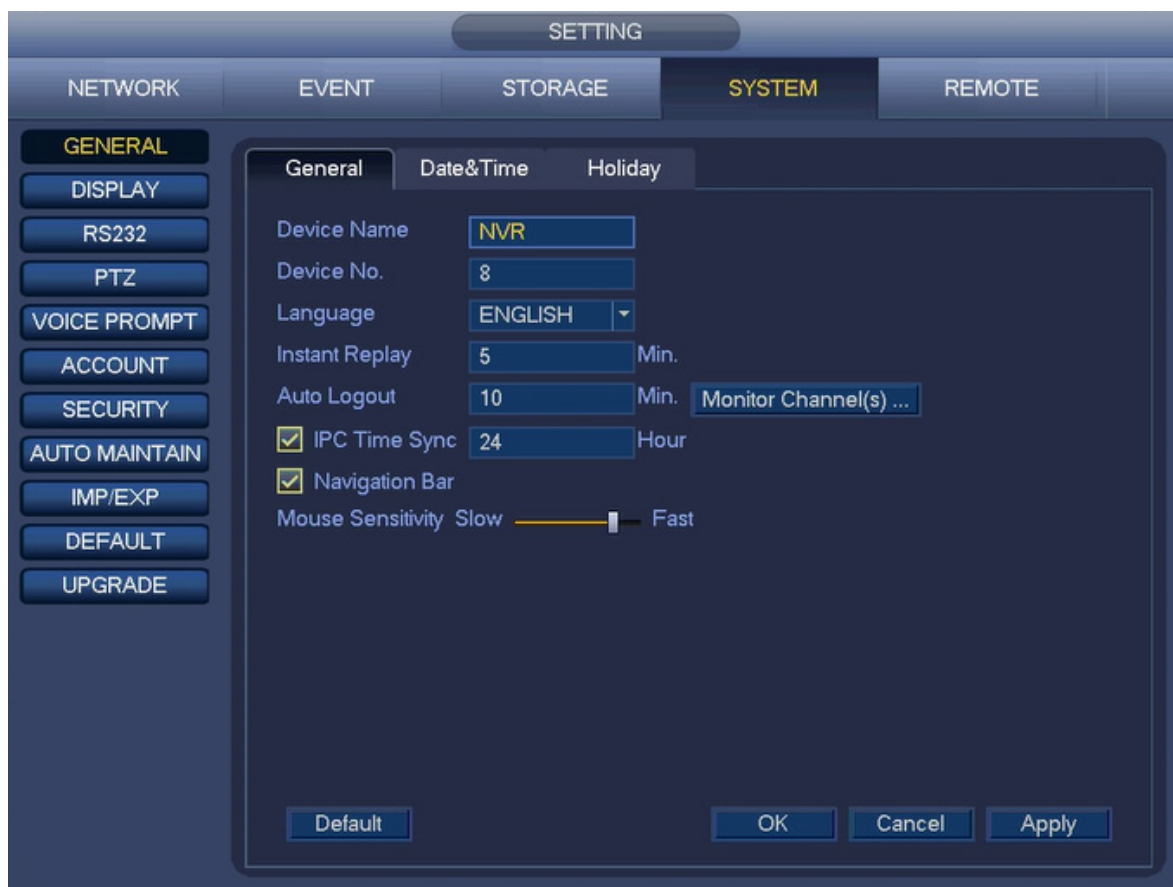 SETTING
NETWORK EVENT STORAGE SYSTEM REMOTE
GENERAL
DISPLAY
RS232
PTZ
VOICE PROMPT
ACCOUNT
SECURITY
AUTO MAINTAIN
IMP/EXP
DEFAULT
UPGRADE
General Date&Time Holiday
Device Name NVR
Device No. 8
Language ENGLISH
Instant Replay 5 Min.
Auto Logout 10 Min. Monitor Channel(s) ...
IPC Time Sync 24 Hour
Navigation Bar
Mouse Sensitivity Slow Fast
Default OK Cancel Apply